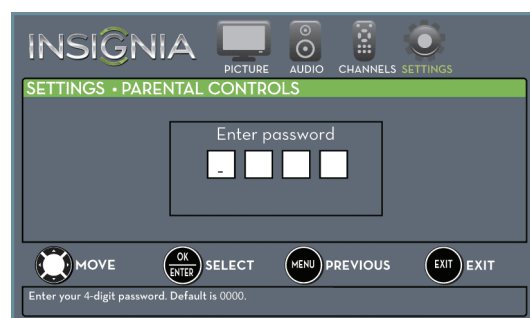 INSIGNIA
PICTURE AUDIO CHANNELS SETTINGS
SETTINGS • PARENTAL CONTROLS
Enter password
_
MOVE OK ENTER SELECT MENU PREVIOUS EXIT EXIT
Enter your 4-digit password. Default is 0000.